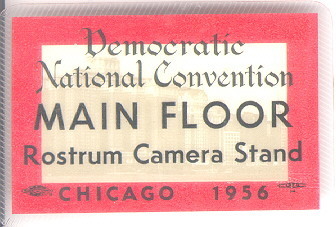 Democratic
National Convention
MAIN FLOOR
Rostrum Camera Stand
CHICAGO 1956